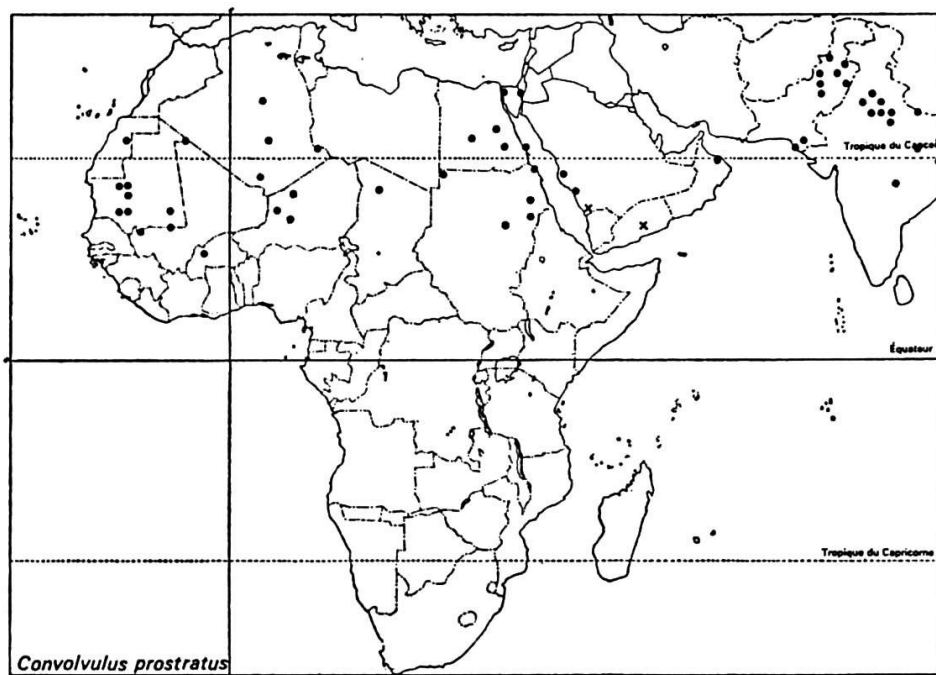 Tropique du Cancer
Équateur
Tropique du Capricorne
Convolvulus prostratus